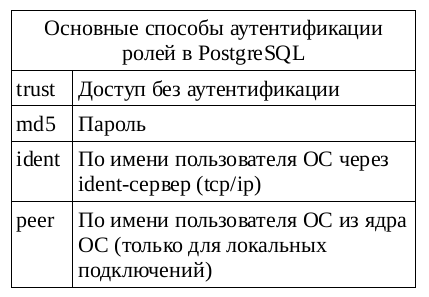 Основные способы аутентификации
ролей в PostgreSQL
trust Доступ без аутентификации
md5 Пароль
ident По имени пользователя ОС через
ident-сервер (tcp/ip)
peer По имени пользователя ОС из ядра
ОС (только для локальных
подключений)